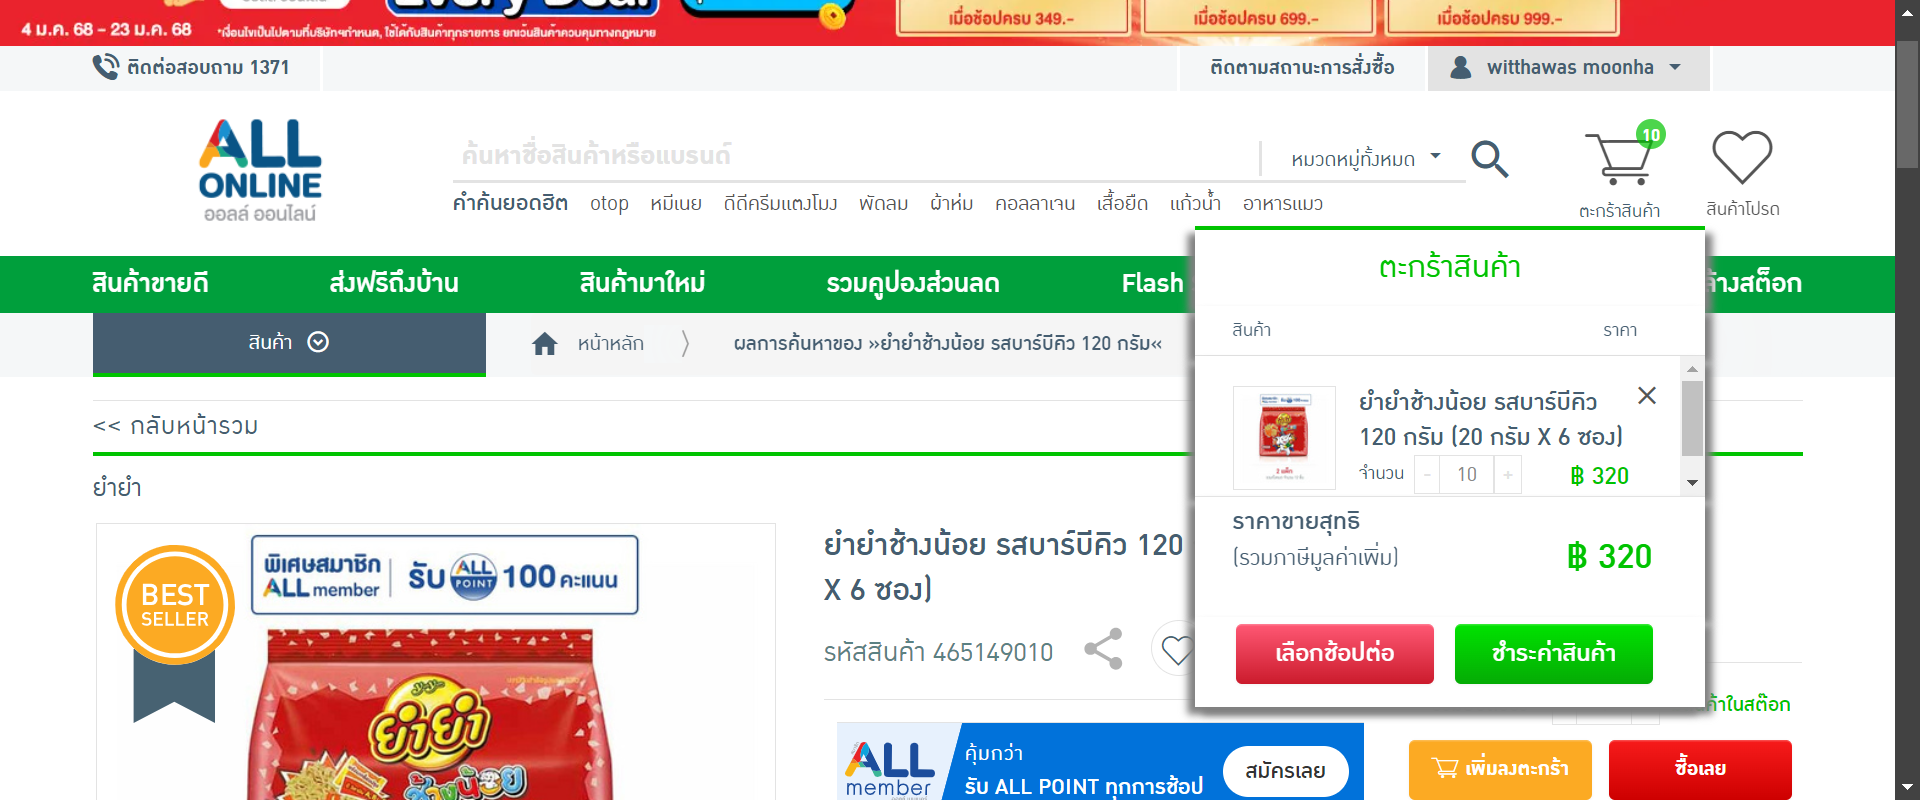 เมื่อช้อปครบ 349.-
เมื่อช้อปครบ 699.-
เมื่อช้อปครบ 999.-
4 ม.ค. 68 - 23 ม.ค. 68
*เงื่อนไขเป็นไปตามที่บริษัทฯกำหนด, ใช้ได้กับสินค้าทุกรายการ ยกเว้นสินค้าควบคุมทางกฎหมาย
ติดต่อสอบถาม 1371
ติดตามสถานะการสั่งซื้อ
witthawas moonha
ALL
ONLINE
ออลล์ ออนไลน์
ค้นหาชื่อสินค้าหรือแบรนด์
หมวดหมู่ทั้งหมด
10
ตะกร้าสินค้า
สินค้าโปรด
คำค้นยอดฮิต otop หมีเนย ดีดีครีมแตงโมง พัดลม ผ้าห่ม คอลลาเจน เสื้อยืด แก้วน้ำ อาหารแมว
สินค้าขายดี
ส่งฟรีถึงบ้าน
สินค้ามาใหม่
รวมคูปองส่วนลด
Flash
ล้างสต็อก
สินค้า
หน้าหลัก
ผลการค้นหาของ »ยำยำช้างน้อย รสบาร์บีคิว 120 กรัม«
ตะกร้าสินค้า
สินค้า
ราคา
ยำยำช้างน้อย รสบาร์บีคิว
120 กรัม (20 กรัม X 6 ซอง)
จำนวน - 10 + ฿ 320
ราคาขายสุทธิ
(รวมภาษีมูลค่าเพิ่ม)
฿ 320
เลือกช้อปต่อ
ชำระค่าสินค้า
<< กลับหน้ารวม
ยำยำ
BEST
SELLER
พิเศษสมาชิก
ALL member
รับ ALL POINT 100 คะแนน
ยำยำ
ช้างน้อย
ยำยำช้างน้อย รสบาร์บีคิว 120
X 6 ซอง)
รหัสสินค้า 465149010
ALL
member
คุ้มกว่า
รับ ALL POINT ทุกการช้อป
สมัครเลย
ค้าในสต๊อก
เพิ่มลงตะกร้า
ซื้อเลย